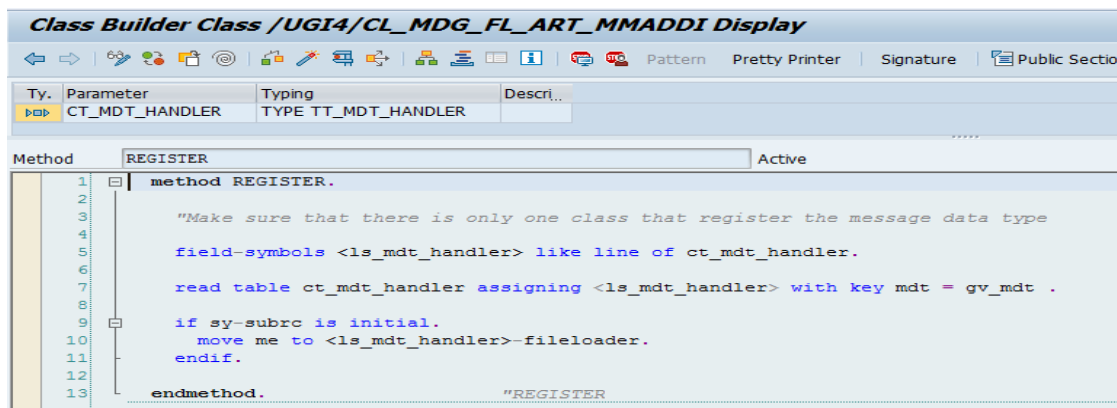 Class Builder Class /UGI4/CL_MDG_FL_ART_MMADDI Display
Pattern Pretty Printer Signature Public Sectio
Ty. Parameter Typing Descri...
CT_MDT_HANDLER TYPE TT_MDT_HANDLER
Method REGISTER Active
1 method REGISTER.
2
3 "Make sure that there is only one class that register the message data type
4
5 field-symbols <ls_mdt_handler> like line of ct_mdt_handler.
6
7 read table ct_mdt_handler assigning <ls_mdt_handler> with key mdt = gv_mdt .
8
9 if sy-subrc is initial.
10 move me to <ls_mdt_handler>-fileloader.
11 endif.
12
13 endmethod. "REGISTER